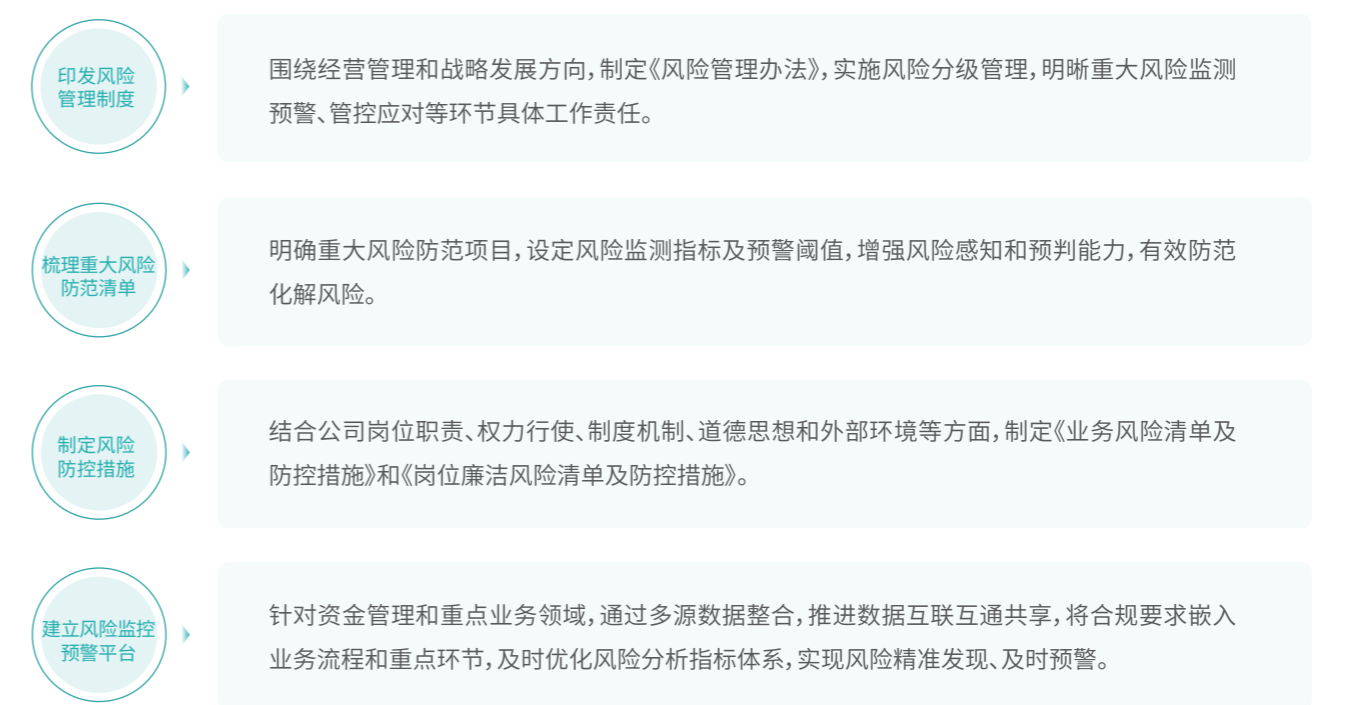 印发风险
管理制度
围绕经营管理和战略发展方向，制定《风险管理办法》，实施风险分级管理，明晰重大风险监测
预警、管控应对等环节具体工作责任。
梳理重大风险
防范清单
明确重大风险防范项目，设定风险监测指标及预警阈值，增强风险感知和预判能力，有效防范
化解风险。
制定风险
防控措施
结合公司岗位职责、权力行使、制度机制、道德思想和外部环境等方面，制定《业务风险清单及
防控措施》和《岗位廉洁风险清单及防控措施》。
建立风险监控
预警平台
针对资金管理和重点业务领域，通过多源数据整合，推进数据互联互通共享，将合规要求嵌入
业务流程和重点环节，及时优化风险分析指标体系，实现风险精准发现、及时预警。